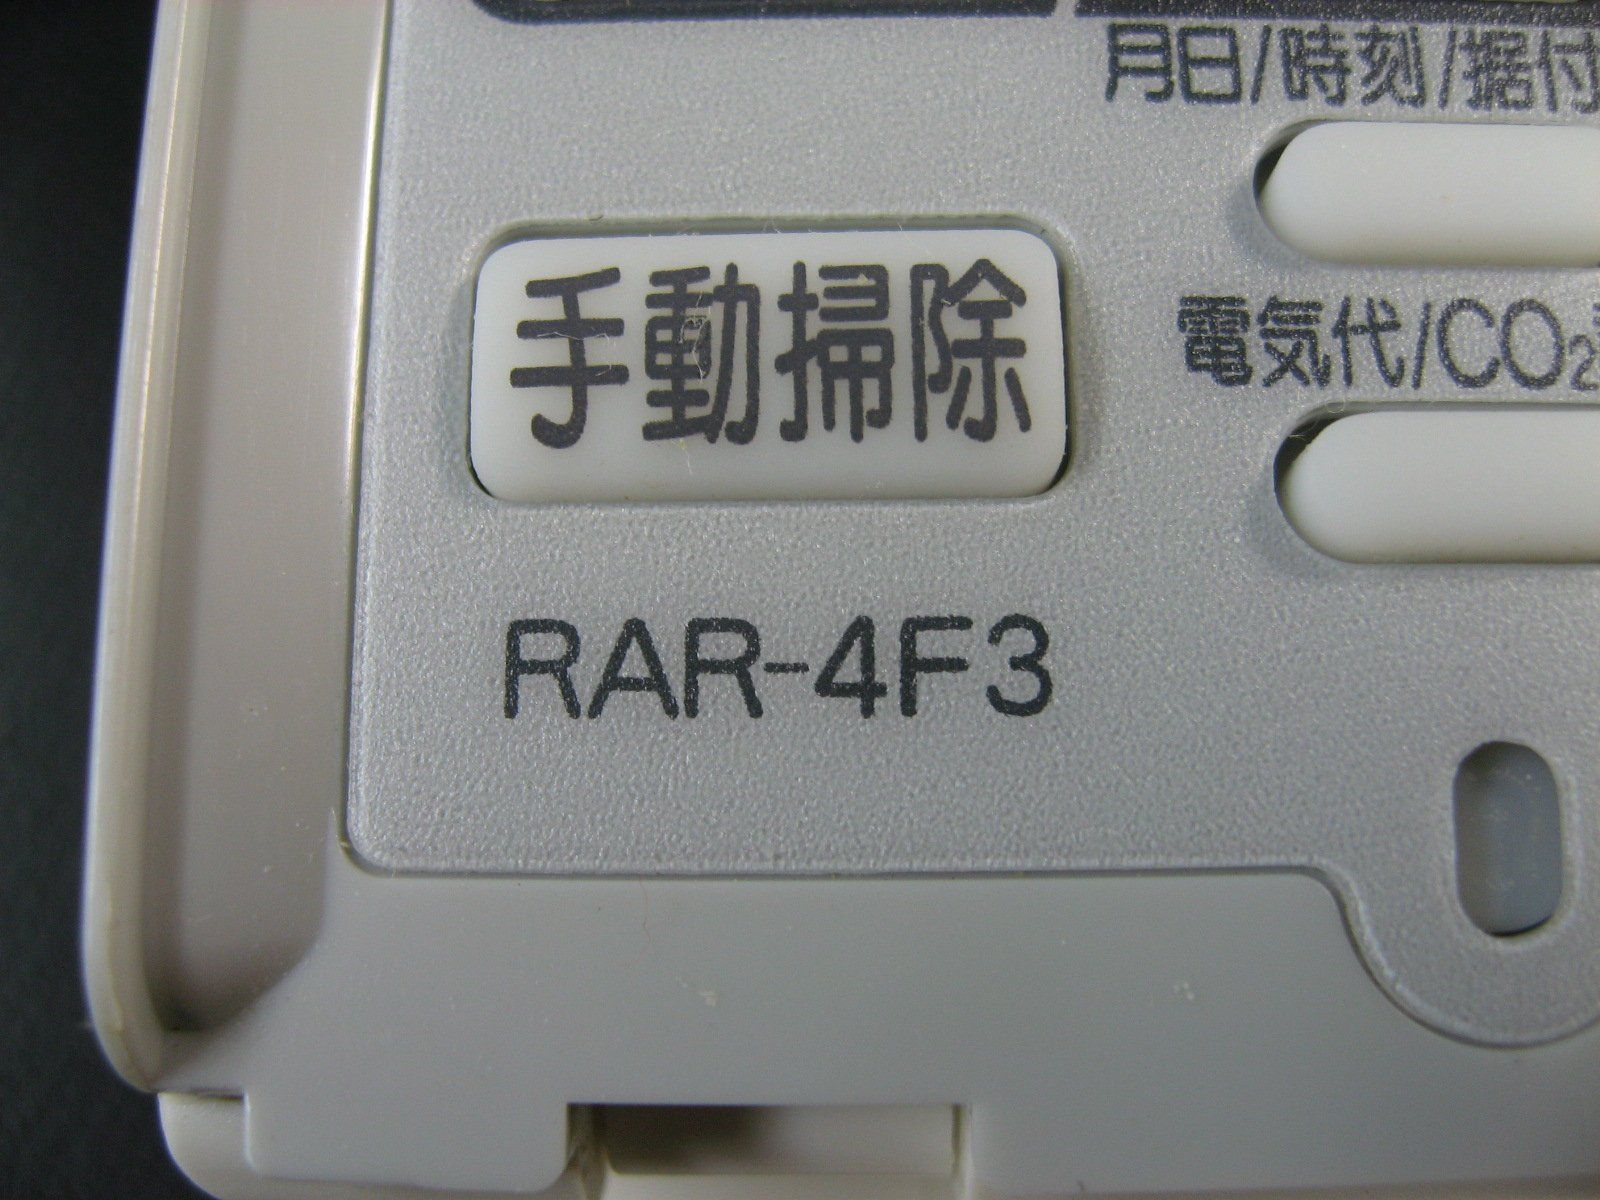 月日/時刻/据付
手動掃除
電気代/CO₂
RAR-4F3